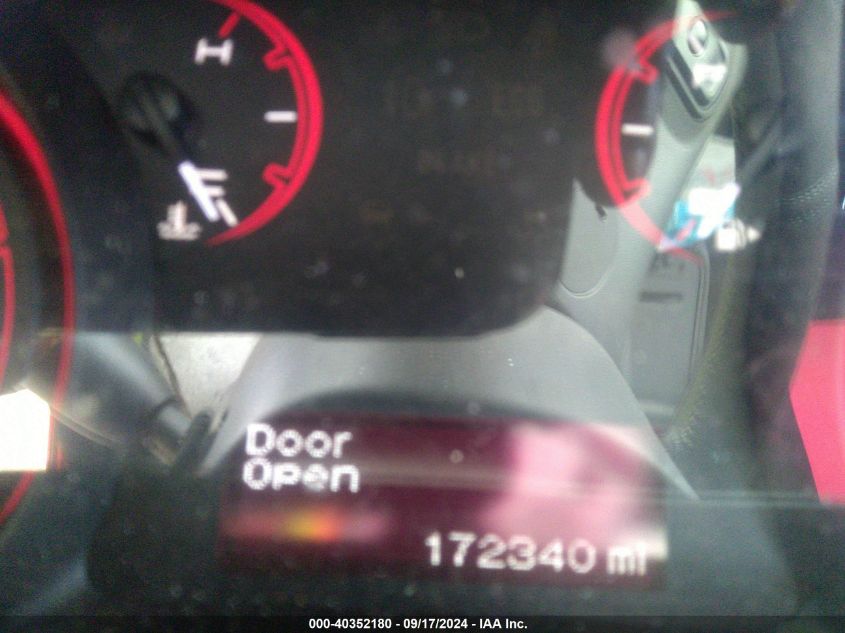 H
Door
Open
172340 mi
000-40352180 - 09/17/2024 - IAA Inc.